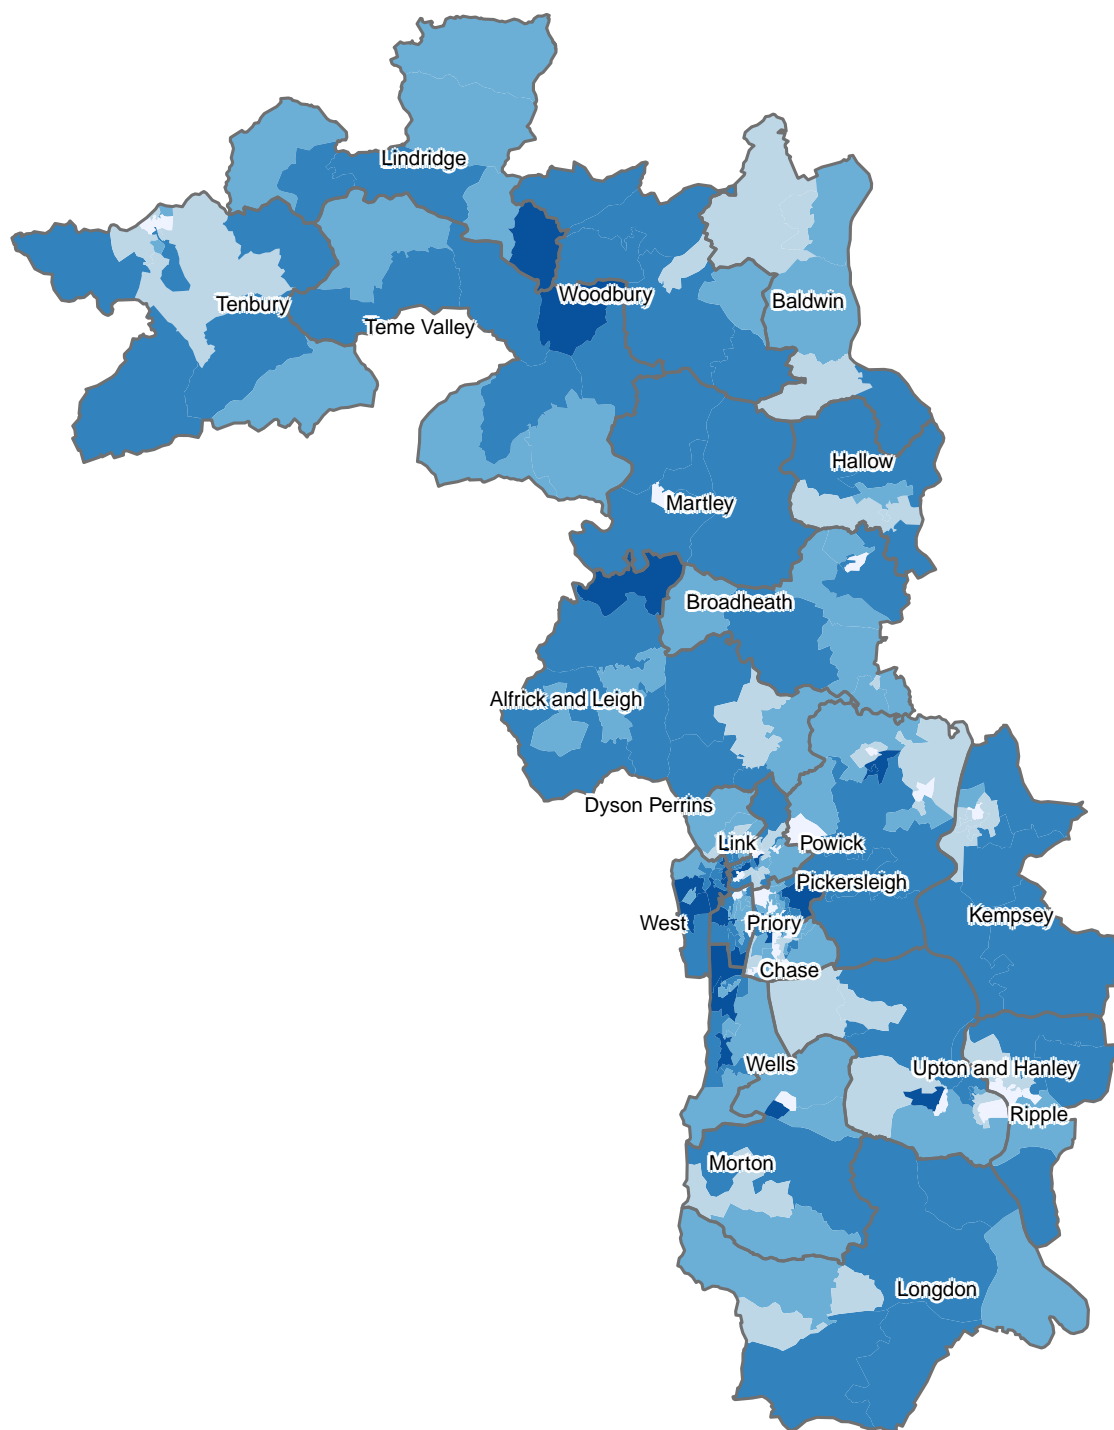 Lindridge
Tenbury
Woodbury
Baldwin
Teme Valley
Hallow
Martley
Broadheath
Alfrick and Leigh
Dyson Perrins
Link
Powick
Pickersleigh
West
Priory
Kempsey
Chase
Wells
Upton and Hanley
Ripple
Morton
Longdon